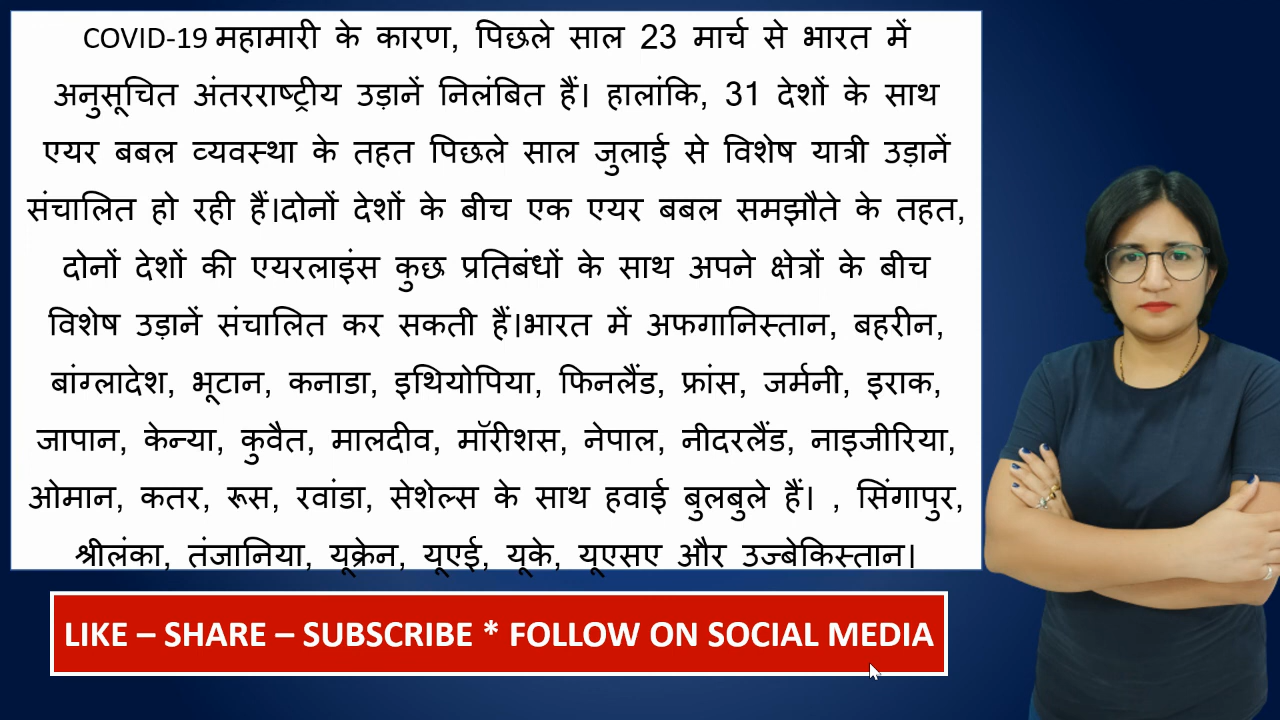 COVID-19 महामारी के कारण, पिछले साल 23 मार्च से भारत में
अनुसूचित अंतरराष्ट्रीय उड़ानें निलंबित हैं। हालांकि, 31 देशों के साथ
एयर बबल व्यवस्था के तहत पिछले साल जुलाई से विशेष यात्री उड़ानें
संचालित हो रही हैं।दोनों देशों के बीच एक एयर बबल समझौते के तहत,
दोनों देशों की एयरलाइंस कुछ प्रतिबंधों के साथ अपने क्षेत्रों के बीच
विशेष उड़ानें संचालित कर सकती हैं।भारत में अफगानिस्तान, बहरीन,
बांग्लादेश, भूटान, कनाडा, इथियोपिया, फिनलैंड, फ्रांस, जर्मनी, इराक,
जापान, केन्या, कुवैत, मालदीव, मॉरीशस, नेपाल, नीदरलैंड, नाइजीरिया,
ओमान, कतर, रूस, रवांडा, सेशेल्स के साथ हवाई बुलबुले हैं। , सिंगापुर,
श्रीलंका, तंजानिया, यूक्रेन, यूएई, यूके, यूएसए और उज्बेकिस्तान।
LIKE – SHARE – SUBSCRIBE * FOLLOW ON SOCIAL MEDIA